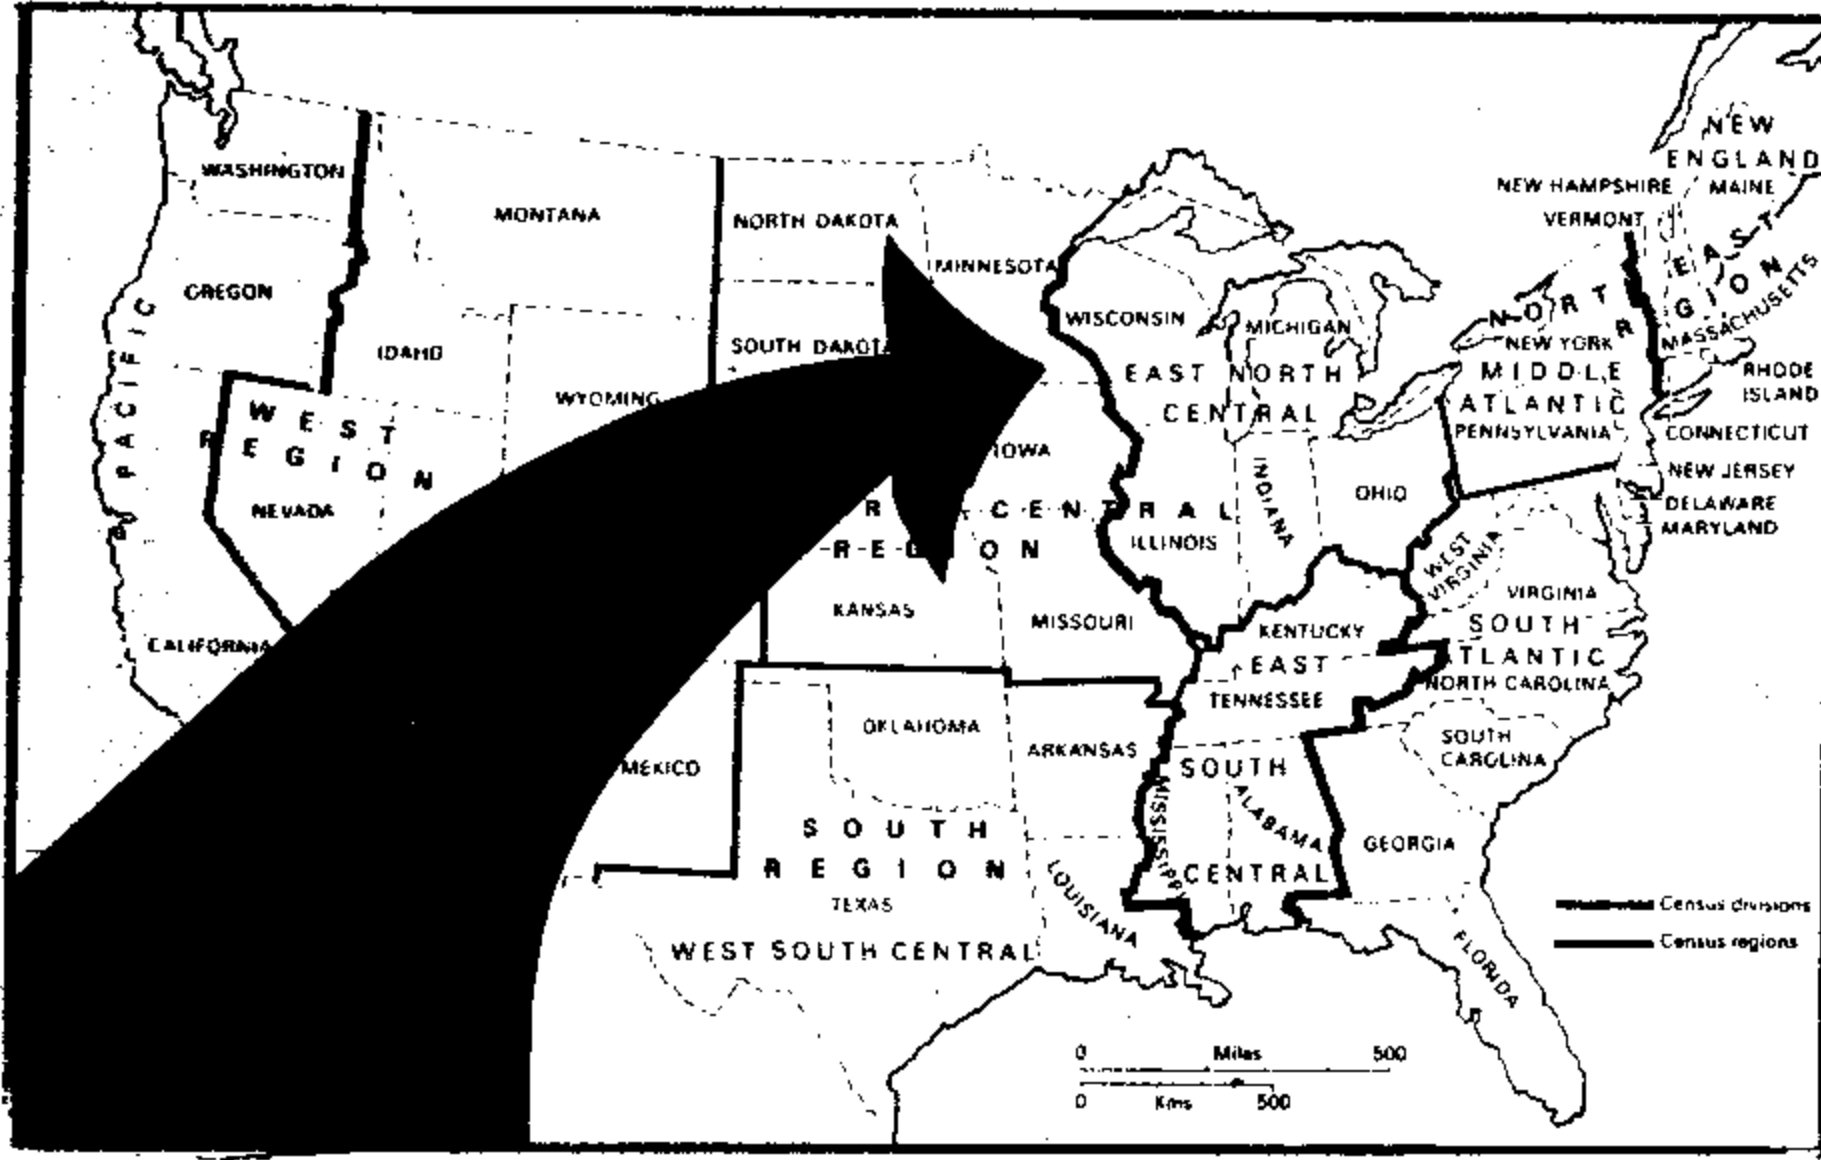 WASHINGTON
MONTANA
NORTH DAKOTA
MINNESOTA
OREGON
IDAHO
SOUTH DAKOTA
WYOMING
PACIFIC
WEST
REGION
NEVADA
CALIFORNIA
IOWA
CENTRAL
KANSAS
MISSOURI
MEXICO
OKLAHOMA
ARKANSAS
SOUTH
REGION
TEXAS
WEST SOUTH CENTRAL
LOUISIANA
WISCONSIN
MICHIGAN
EAST NORTH
CENTRAL
INDIANA
OHIO
ILLINOIS
KENTUCKY
EAST
TENNESSEE
SOUTH
MISSISSIPPI
ALABAMA
CENTRAL
NEW
ENGLAND
NEW HAMPSHIRE
MAINE
VERMONT
NORTH EAST
REGION
MASSACHUSETTS
NEW YORK
MIDDLE
ATLANTIC
PENNSYLVANIA
RHODE
ISLAND
CONNECTICUT
NEW JERSEY
DELAWARE
MARYLAND
WEST
VIRGINIA
VIRGINIA
SOUTH
ATLANTIC
NORTH CAROLINA
SOUTH
CAROLINA
GEORGIA
FLORIDA
Census divisions
Census regions
0 Miles 500
0 Kms 500